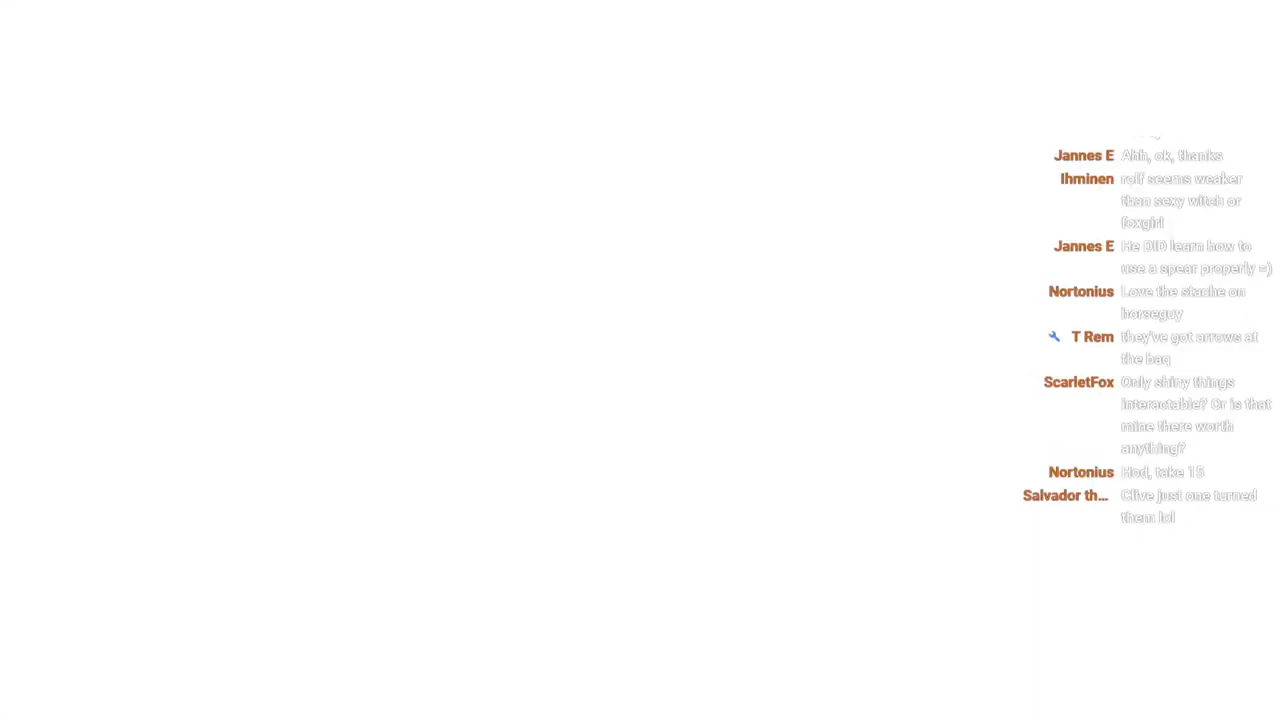 Jannes E Ahh, ok, thanks
Ihminen rolf seems weaker
than sexy witch or
foxgirl
Jannes E He DID learn how to
use a spear properly =)
Nortonius Love the stache on
horseguy
T Rem they've got arrows at
the baq
ScarletFox Only shiny things
interactable? Or is that
mine there worth
anything?
Nortonius Hod, take 15
Salvador th... Clive just one turned
them lol